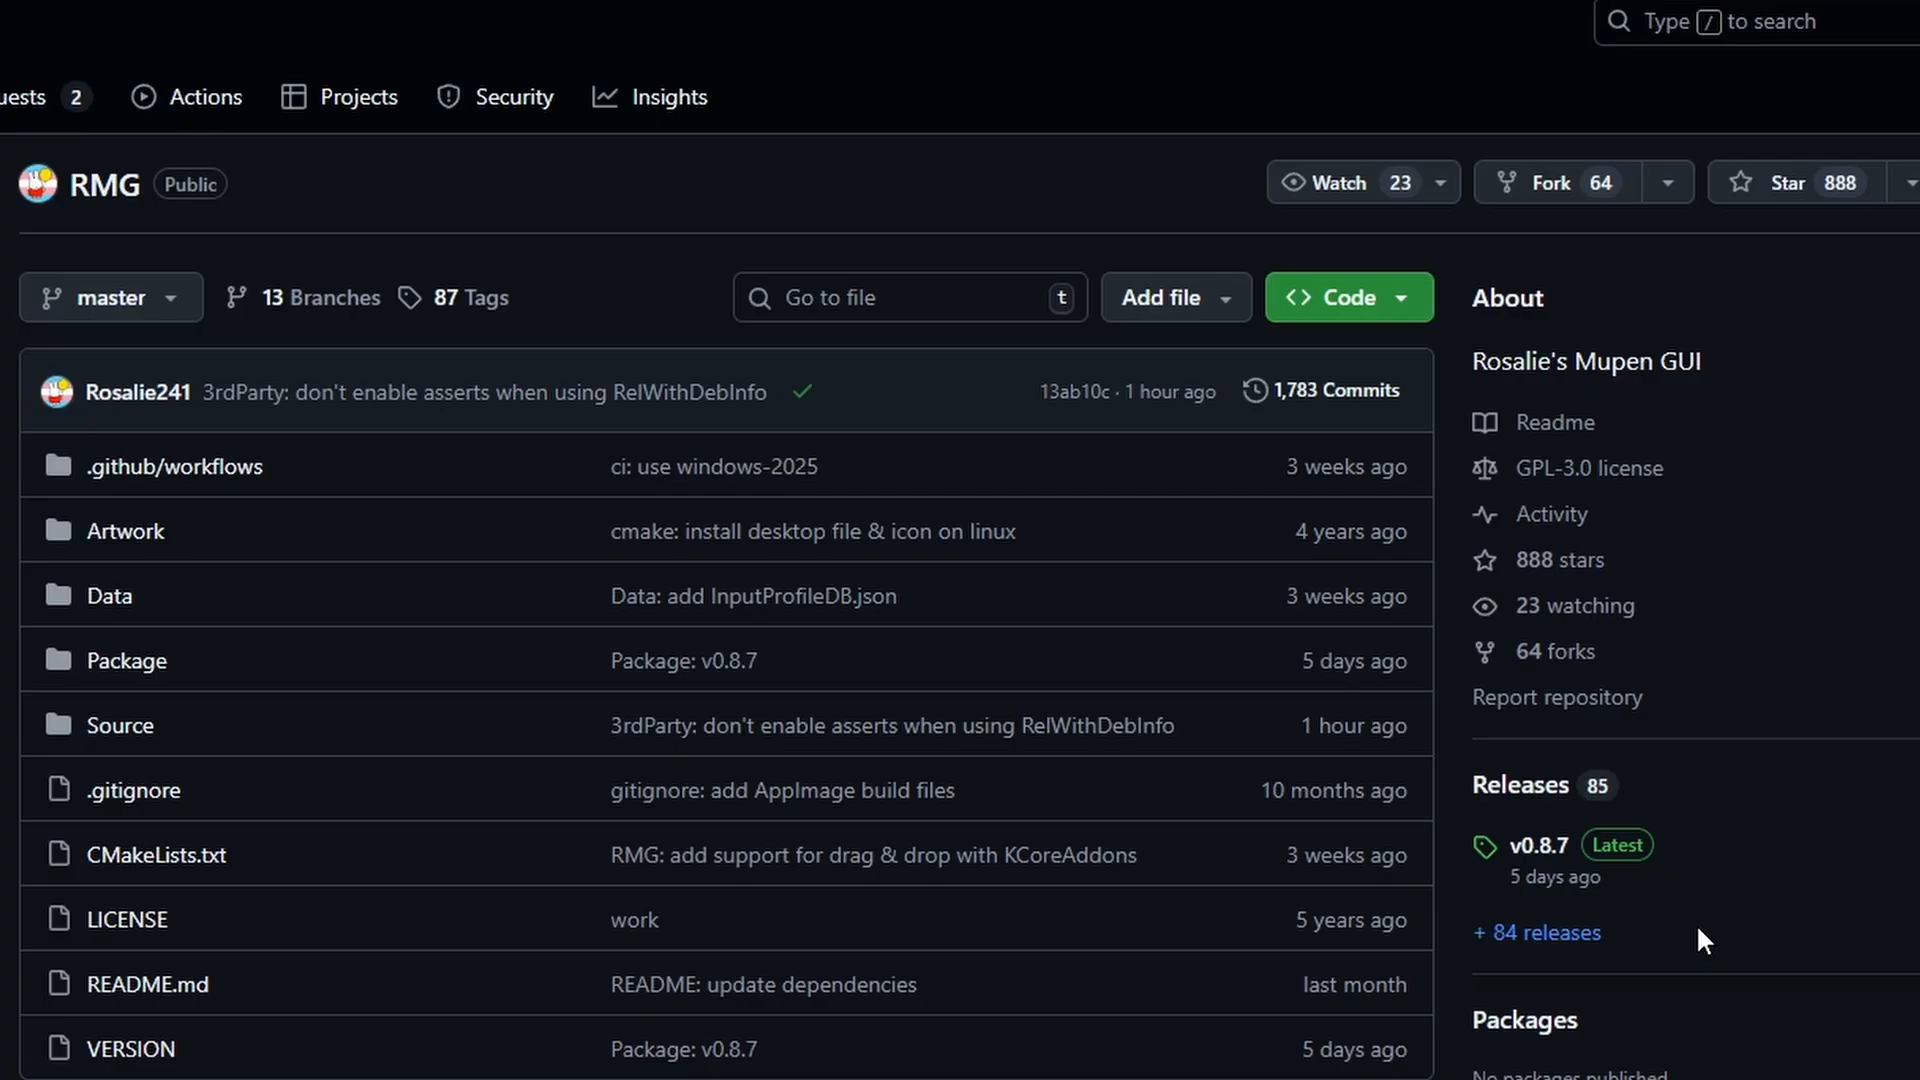 Type / to search
uests 2 Actions Projects Security Insights
RMG Public
Watch 23 Fork 64 Star 888
master 13 Branches 87 Tags Go to file t Add file Code
Rosalie241 3rdParty: don't enable asserts when using RelWithDebInfo 13ab10c · 1 hour ago 1,783 Commits
.github/workflows ci: use windows-2025 3 weeks ago
Artwork cmake: install desktop file & icon on linux 4 years ago
Data Data: add InputProfileDB.json 3 weeks ago
Package Package: v0.8.7 5 days ago
Source 3rdParty: don't enable asserts when using RelWithDebInfo 1 hour ago
.gitignore gitignore: add AppImage build files 10 months ago
CMakeLists.txt RMG: add support for drag & drop with KCoreAddons 3 weeks ago
LICENSE work 5 years ago
README.md README: update dependencies last month
VERSION Package: v0.8.7 5 days ago
About
Rosalie's Mupen GUI
Readme
GPL-3.0 license
Activity
888 stars
23 watching
64 forks
Report repository
Releases 85
v0.8.7 Latest
5 days ago
+ 84 releases
Packages
No packages published